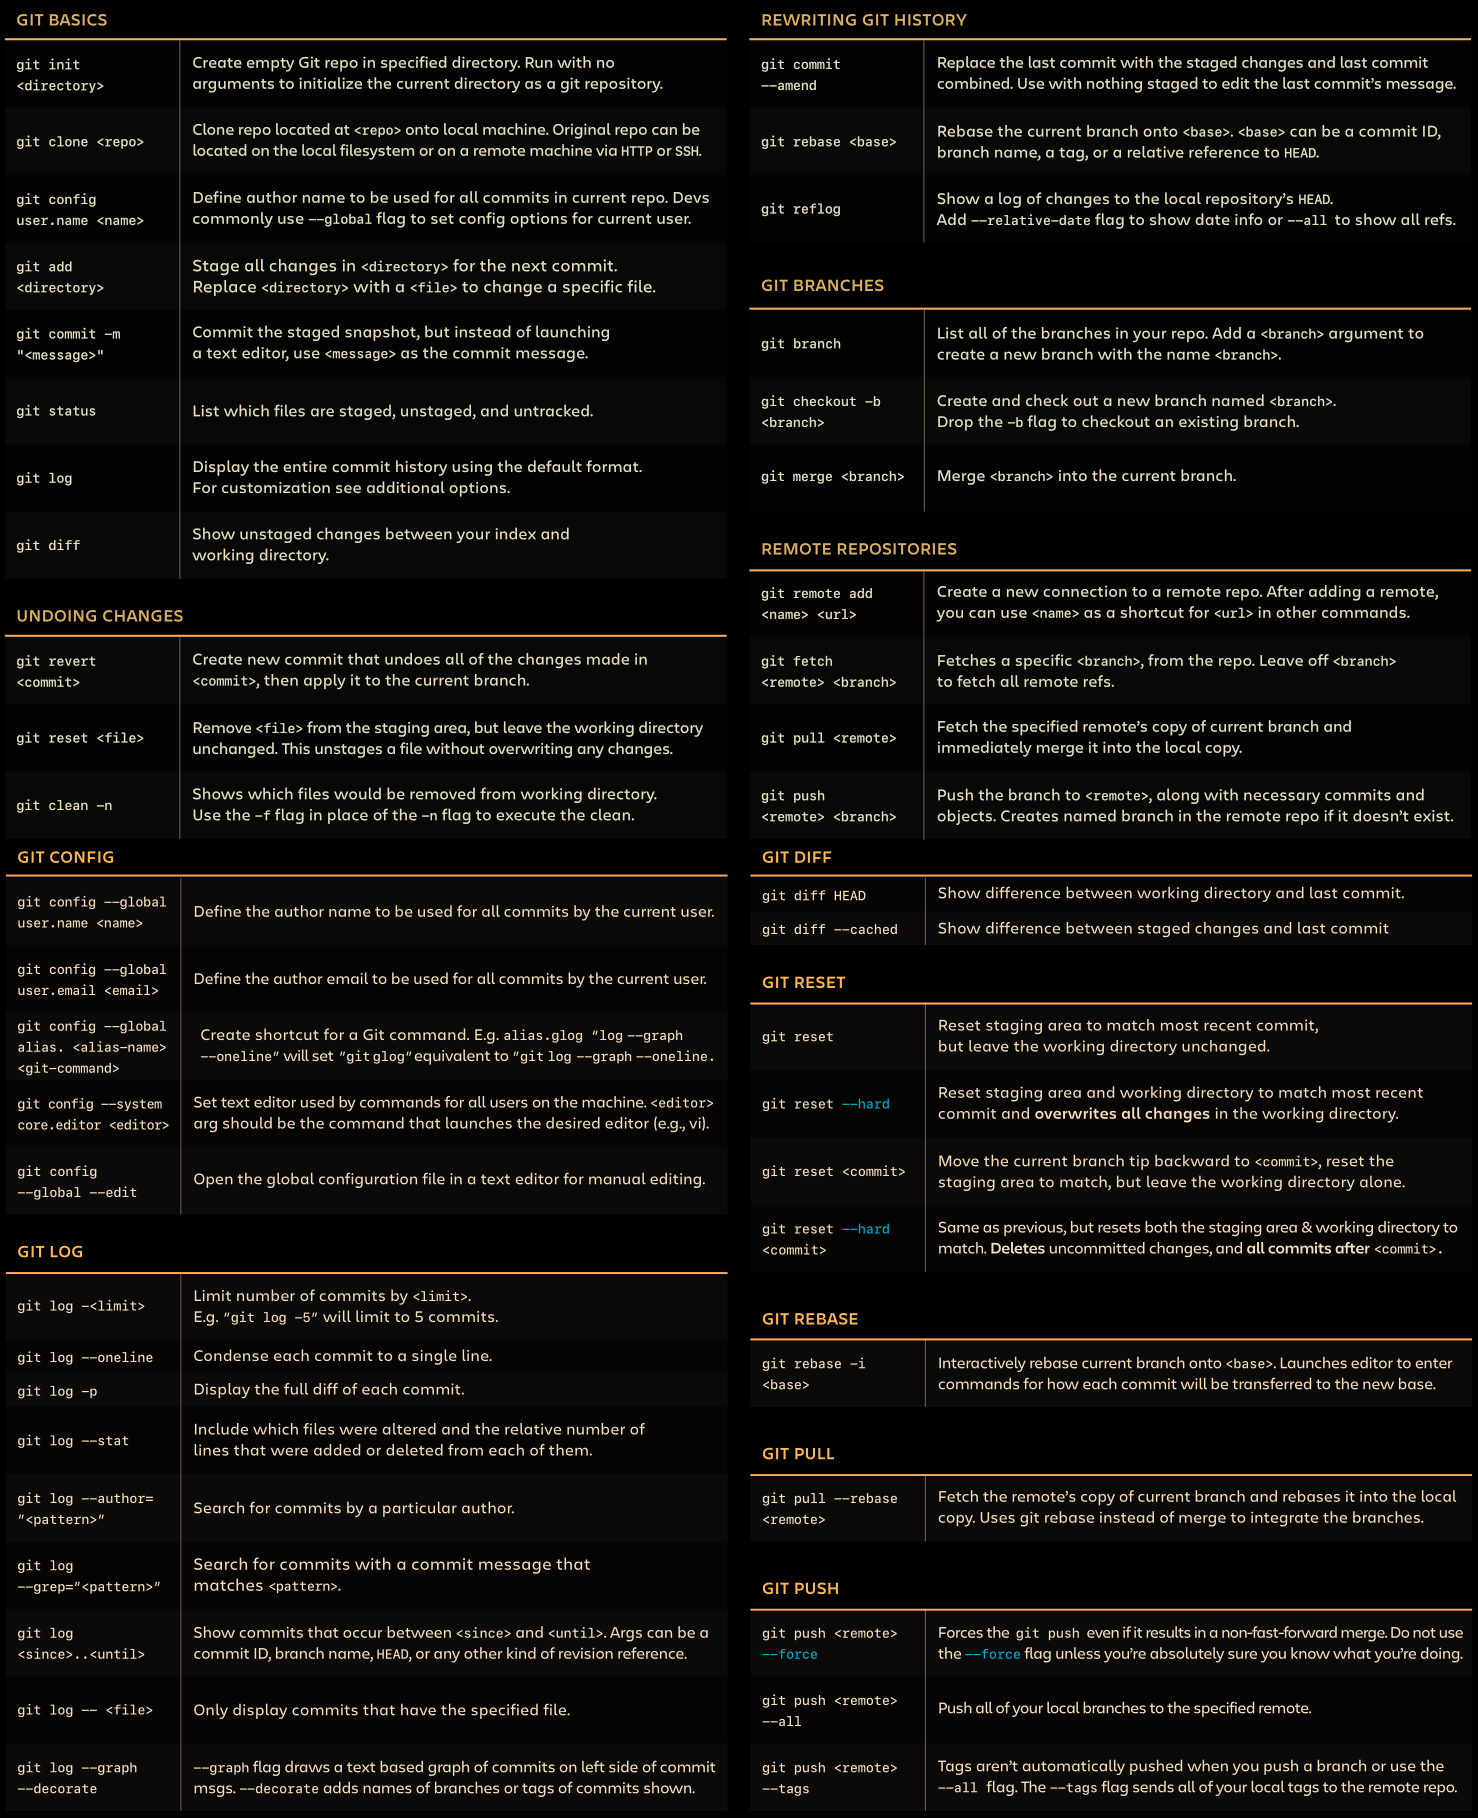 GIT BASICS
git init
<directory>
Create empty Git repo in specified directory. Run with no
arguments to initialize the current directory as a git repository.
git clone <repo>
Clone repo located at <repo> onto local machine. Original repo can be
located on the local filesystem or on a remote machine via HTTP or SSH.
git config
user.name <name>
Define author name to be used for all commits in current repo. Devs
commonly use --global flag to set config options for current user.
git add
<directory>
Stage all changes in <directory> for the next commit.
Replace <directory> with a <file> to change a specific file.
git commit -m
"<message>"
Commit the staged snapshot, but instead of launching
a text editor, use <message> as the commit message.
git status
List which files are staged, unstaged, and untracked.
git log
Display the entire commit history using the default format.
For customization see additional options.
git diff
Show unstaged changes between your index and
working directory.
UNDOING CHANGES
git revert
<commit>
Create new commit that undoes all of the changes made in
<commit>, then apply it to the current branch.
git reset <file>
Remove <file> from the staging area, but leave the working directory
unchanged. This unstages a file without overwriting any changes.
git clean -n
Shows which files would be removed from working directory.
Use the -f flag in place of the -n flag to execute the clean.
REWRITING GIT HISTORY
git commit
--amend
Replace the last commit with the staged changes and last commit
combined. Use with nothing staged to edit the last commit's message.
git rebase <base>
Rebase the current branch onto <base>. <base> can be a commit ID,
branch name, a tag, or a relative reference to HEAD.
git reflog
Show a log of changes to the local repository's HEAD.
Add --relative-date flag to show date info or --all to show all refs.
GIT BRANCHES
git branch
List all of the branches in your repo. Add a <branch> argument to
create a new branch with the name <branch>.
git checkout -b
<branch>
Create and check out a new branch named <branch>.
Drop the -b flag to checkout an existing branch.
git merge <branch>
Merge <branch> into the current branch.
REMOTE REPOSITORIES
git remote add
<name> <url>
Create a new connection to a remote repo. After adding a remote,
you can use <name> as a shortcut for <url> in other commands.
git fetch
<remote> <branch>
Fetches a specific <branch>, from the repo. Leave off <branch>
to fetch all remote refs.
git pull <remote>
Fetch the specified remote's copy of current branch and
immediately merge it into the local copy.
git push
<remote> <branch>
Push the branch to <remote>, along with necessary commits and
objects. Creates named branch in the remote repo if it doesn't exist.
GIT CONFIG
git config --global
user.name <name>
Define the author name to be used for all commits by the current user.
git config --global
user.email <email>
Define the author email to be used for all commits by the current user.
git config --global
alias. <alias-name>
<git-command>
Create shortcut for a Git command. E.g. alias.glog "log --graph
--oneline" will set "git glog" equivalent to "git log --graph --oneline.
git config --system
core.editor <editor>
Set text editor used by commands for all users on the machine. <editor>
arg should be the command that launches the desired editor (e.g., vi).
git config
--global --edit
Open the global configuration file in a text editor for manual editing.
GIT LOG
git log -<limit>
Limit number of commits by <limit>.
E.g. "git log -5" will limit to 5 commits.
git log --oneline
Condense each commit to a single line.
git log -p
Display the full diff of each commit.
git log --stat
Include which files were altered and the relative number of
lines that were added or deleted from each of them.
git log --author=
"<pattern>"
Search for commits by a particular author.
git log
--grep="<pattern>"
Search for commits with a commit message that
matches <pattern>.
git log
<since>..<until>
Show commits that occur between <since> and <until>. Args can be a
commit ID, branch name, HEAD, or any other kind of revision reference.
git log -- <file>
Only display commits that have the specified file.
git log --graph
--decorate
--graph flag draws a text based graph of commits on left side of commit
msgs. --decorate adds names of branches or tags of commits shown.
GIT DIFF
git diff HEAD
Show difference between working directory and last commit.
git diff --cached
Show difference between staged changes and last commit
GIT RESET
git reset
Reset staging area to match most recent commit,
but leave the working directory unchanged.
git reset --hard
Reset staging area and working directory to match most recent
commit and overwrites all changes in the working directory.
git reset <commit>
Move the current branch tip backward to <commit>, reset the
staging area to match, but leave the working directory alone.
git reset --hard
<commit>
Same as previous, but resets both the staging area & working directory to
match. Deletes uncommitted changes, and all commits after <commit>.
GIT REBASE
git rebase -i
<base>
Interactively rebase current branch onto <base>. Launches editor to enter
commands for how each commit will be transferred to the new base.
GIT PULL
git pull --rebase
<remote>
Fetch the remote's copy of current branch and rebases it into the local
copy. Uses git rebase instead of merge to integrate the branches.
GIT PUSH
git push <remote>
--force
Forces the git push even if it results in a non-fast-forward merge. Do not use
the --force flag unless you're absolutely sure you know what you're doing.
git push <remote>
--all
Push all of your local branches to the specified remote.
git push <remote>
--tags
Tags aren't automatically pushed when you push a branch or use the
--all flag. The --tags flag sends all of your local tags to the remote repo.